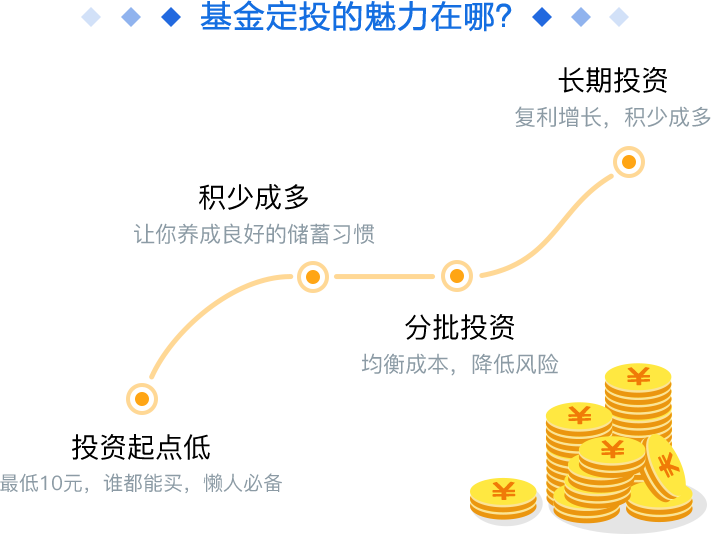 基金定投的魅力在哪?
长期投资
复利增长，积少成多
积少成多
让你养成良好的储蓄习惯
分批投资
均衡成本，降低风险
投资起点低
最低10元，谁都能买，懒人必备
¥
¥
¥
¥
¥